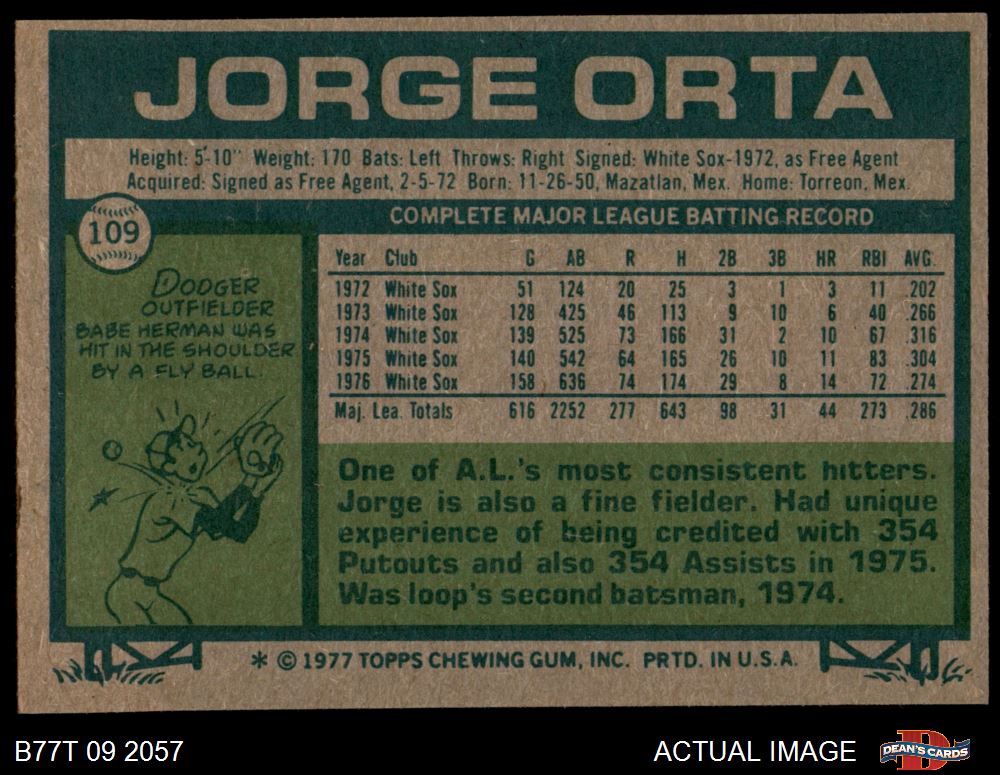 JORGE ORTA
Height: 5'-10" Weight: 170 Bats: Left Throws: Right Signed: White Sox-1972, as Free Agent
Acquired: Signed as Free Agent, 2-5-72 Born: 11-26-50, Mazatlan, Mex. Home: Torreon, Mex.
109
DODGER
OUTFIELDER
BABE HERMAN WAS
HIT IN THE SHOULDER
BY A FLY BALL.
COMPLETE MAJOR LEAGUE BATTING RECORD
Year Club G AB R H 2B 3B HR RBI AVG.
1972 White Sox 51 124 20 25 3 1 3 11 .202
1973 White Sox 128 425 46 113 9 10 6 40 .266
1974 White Sox 139 525 73 166 31 2 10 67 .316
1975 White Sox 140 542 64 165 26 10 11 83 .304
1976 White Sox 158 636 74 174 29 8 14 72 .274
Maj. Lea. Totals 616 2252 277 643 98 31 44 273 .286
One of A.L.'s most consistent hitters.
Jorge is also a fine fielder. Had unique
experience of being credited with 354
Putouts and also 354 Assists in 1975.
Was loop's second batsman, 1974.
* © 1977 TOPPS CHEWING GUM, INC. PRTD. IN U.S.A.
B77T 09 2057
ACTUAL IMAGE
D
DEAN'S CARDS